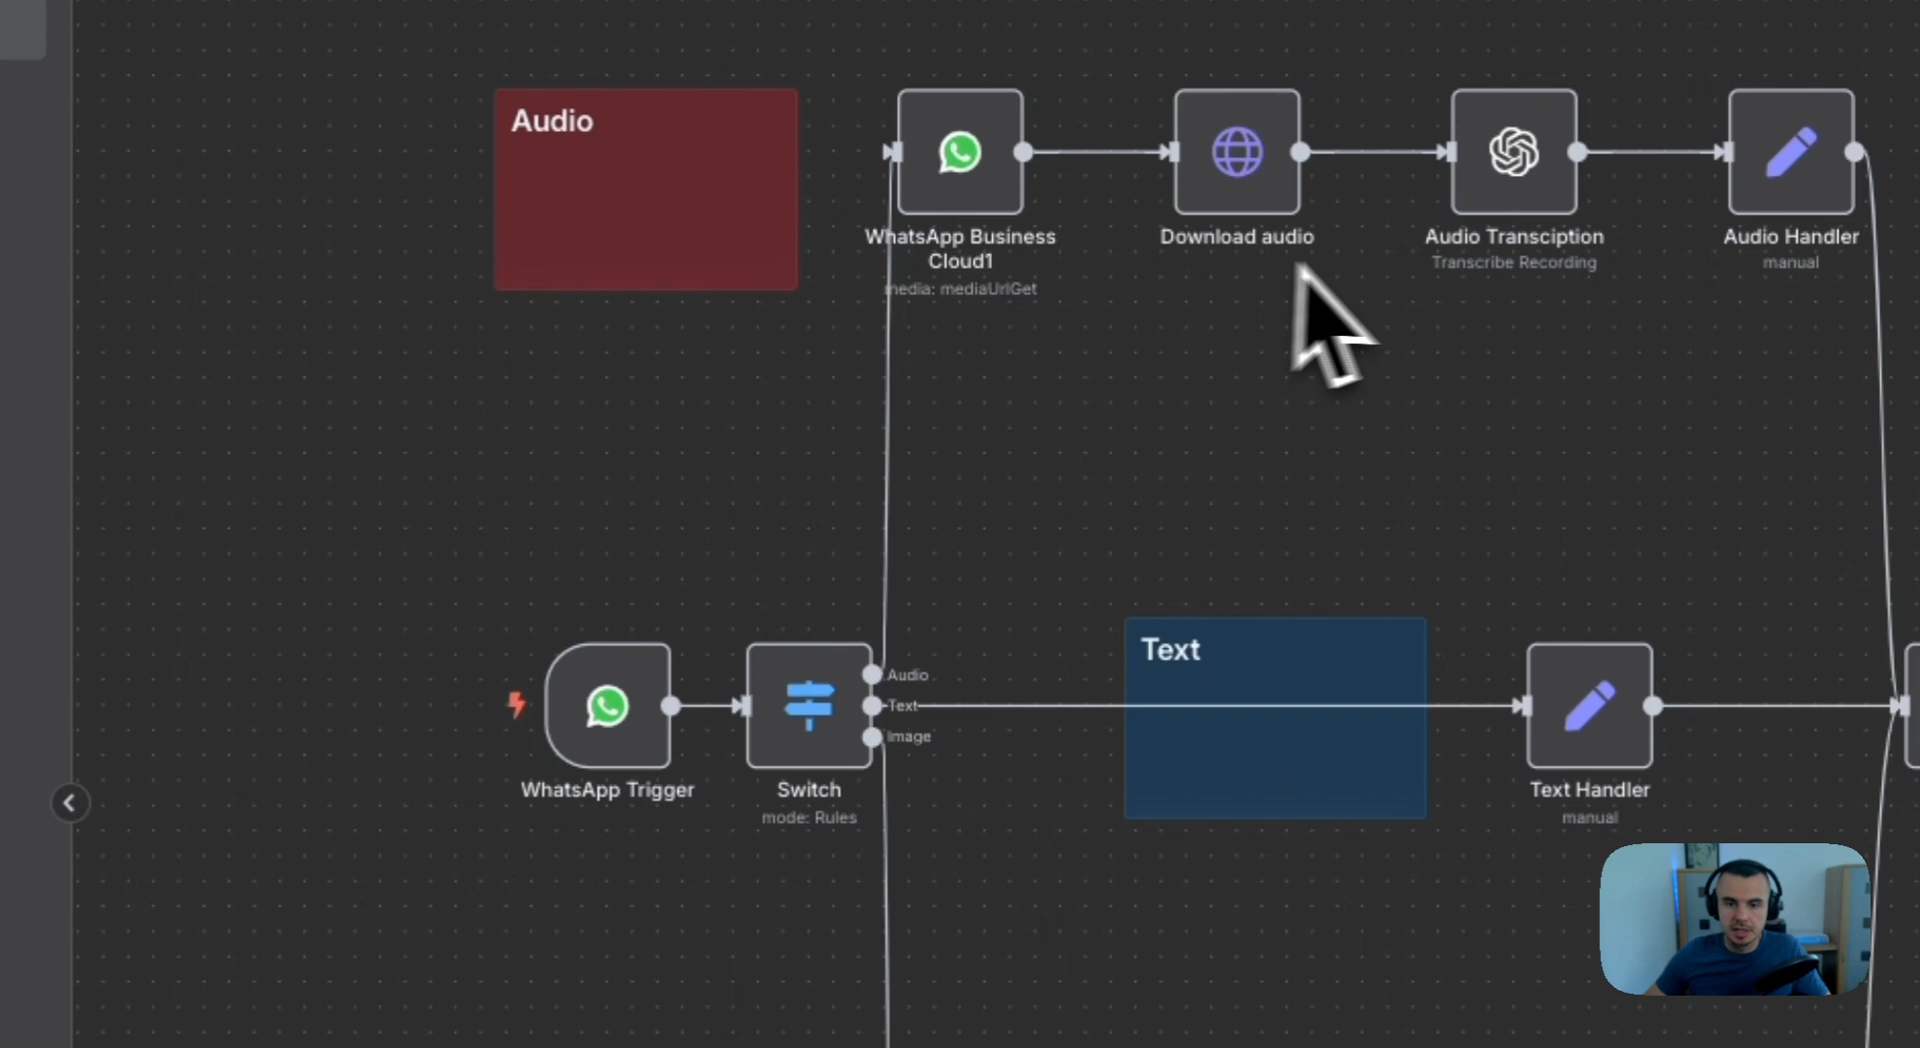 Audio
WhatsApp Business
Cloud1
media: mediaUrlGet
Download audio
Audio Transciption
Transcribe Recording
Audio Handler
manual
Text
Audio
Text
Image
WhatsApp Trigger
Switch
mode: Rules
Text Handler
manual